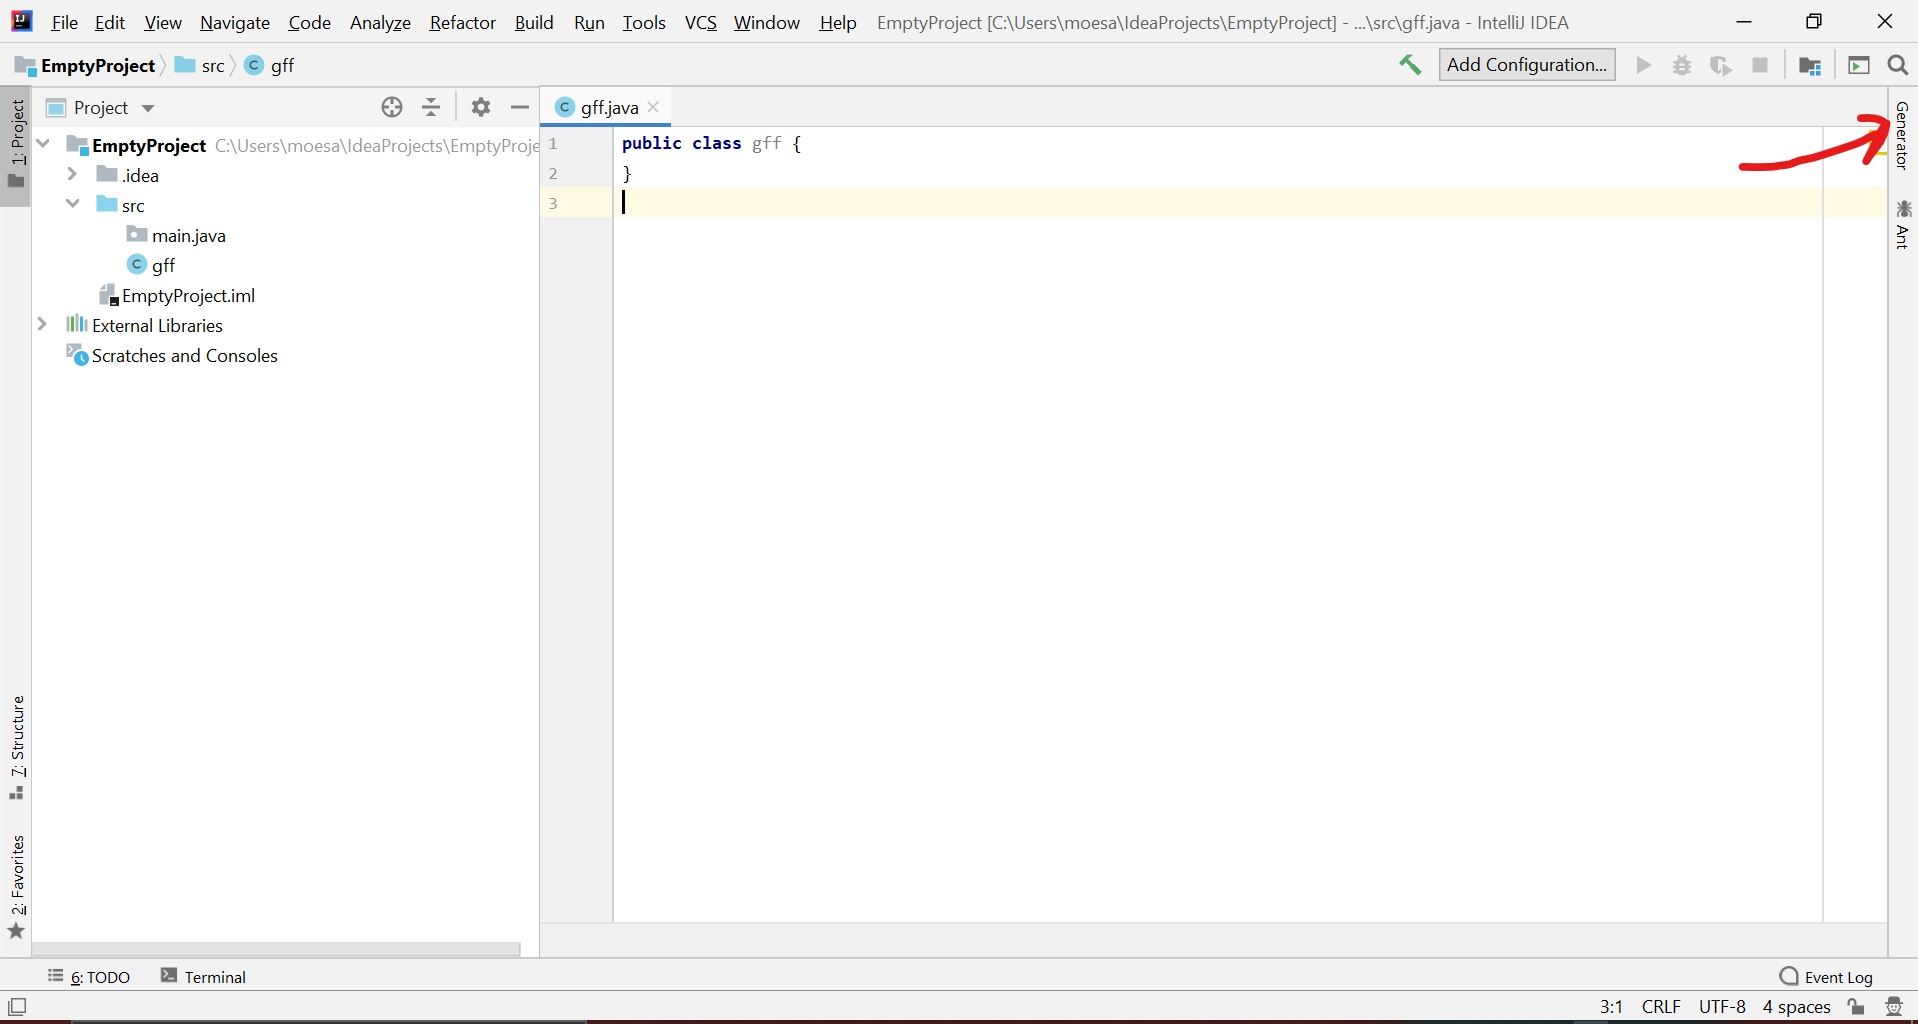 IJ File Edit View Navigate Code Analyze Refactor Build Run Tools VCS Window Help EmptyProject [C:\Users\moesa\IdeaProjects\EmptyProject] - ...\src\gff.java - IntelliJ IDEA
EmptyProject src C gff Add Configuration...
1: Project
Project
C gff.java
Generator
EmptyProject C:\Users\moesa\IdeaProjects\EmptyProje
.idea
src
main.java
C gff
EmptyProject.iml
External Libraries
Scratches and Consoles
1 public class gff {
2 }
3
Ant
7: Structure
2: Favorites
6: TODO Terminal Event Log
3:1 CRLF UTF-8 4 spaces